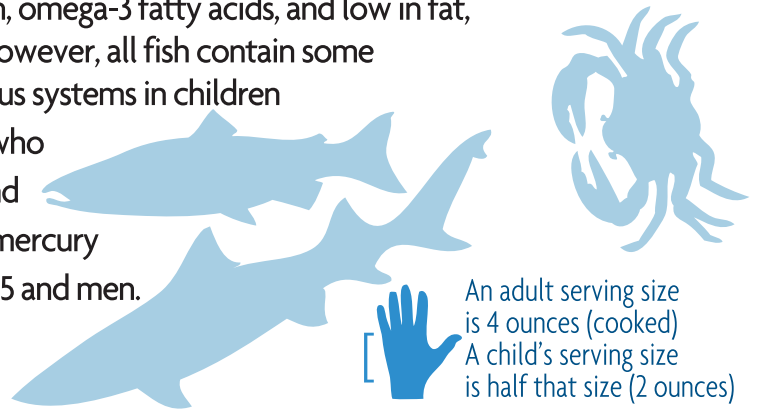 n, omega-3 fatty acids, and low in fat,
owever, all fish contain some
us systems in children
who
nd
mercury
5 and men.
An adult serving size
is 4 ounces (cooked)
A child’s serving size
is half that size (2 ounces)